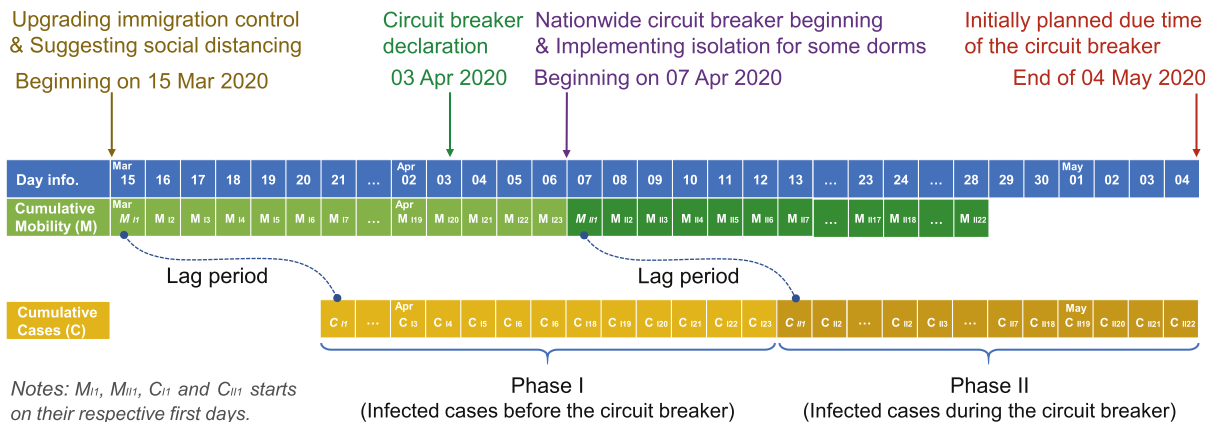 Upgrading immigration control
& Suggesting social distancing
Beginning on 15 Mar 2020
Circuit breaker
declaration
03 Apr 2020
Nationwide circuit breaker beginning
& Implementing isolation for some dorms
Beginning on 07 Apr 2020
Initially planned due time
of the circuit breaker
End of 04 May 2020
Day info. Mar 15 16 17 18 19 20 21 ... Apr 02 03 04 05 06 07 08 09 10 11 12 13 ... 23 24 ... 28 29 30 May 01 02 03 04
Cumulative
Mobility (M)
Mar M I1 M I2 M I3 M I4 M I5 M I6 M I7 ... Apr M I19 M I20 M I21 M I22 M I23 M II1 M II2 M II3 M II4 M II5 M II6 M II7 ... M II17 M II18 ... M II22
Lag period
Lag period
Cumulative
Cases (C)
C I1 ... Apr C I3 C I4 C I5 C I6 C I6 C I18 C I19 C I20 C I21 C I22 C I23 C II1 C II2 ... C II2 C II3 ... C II7 C II18 May C II19 C II20 C II21 C II22
Phase I
(Infected cases before the circuit breaker)
Phase II
(Infected cases during the circuit breaker)
Notes: MI1, MII1, CI1 and CII1 starts
on their respective first days.